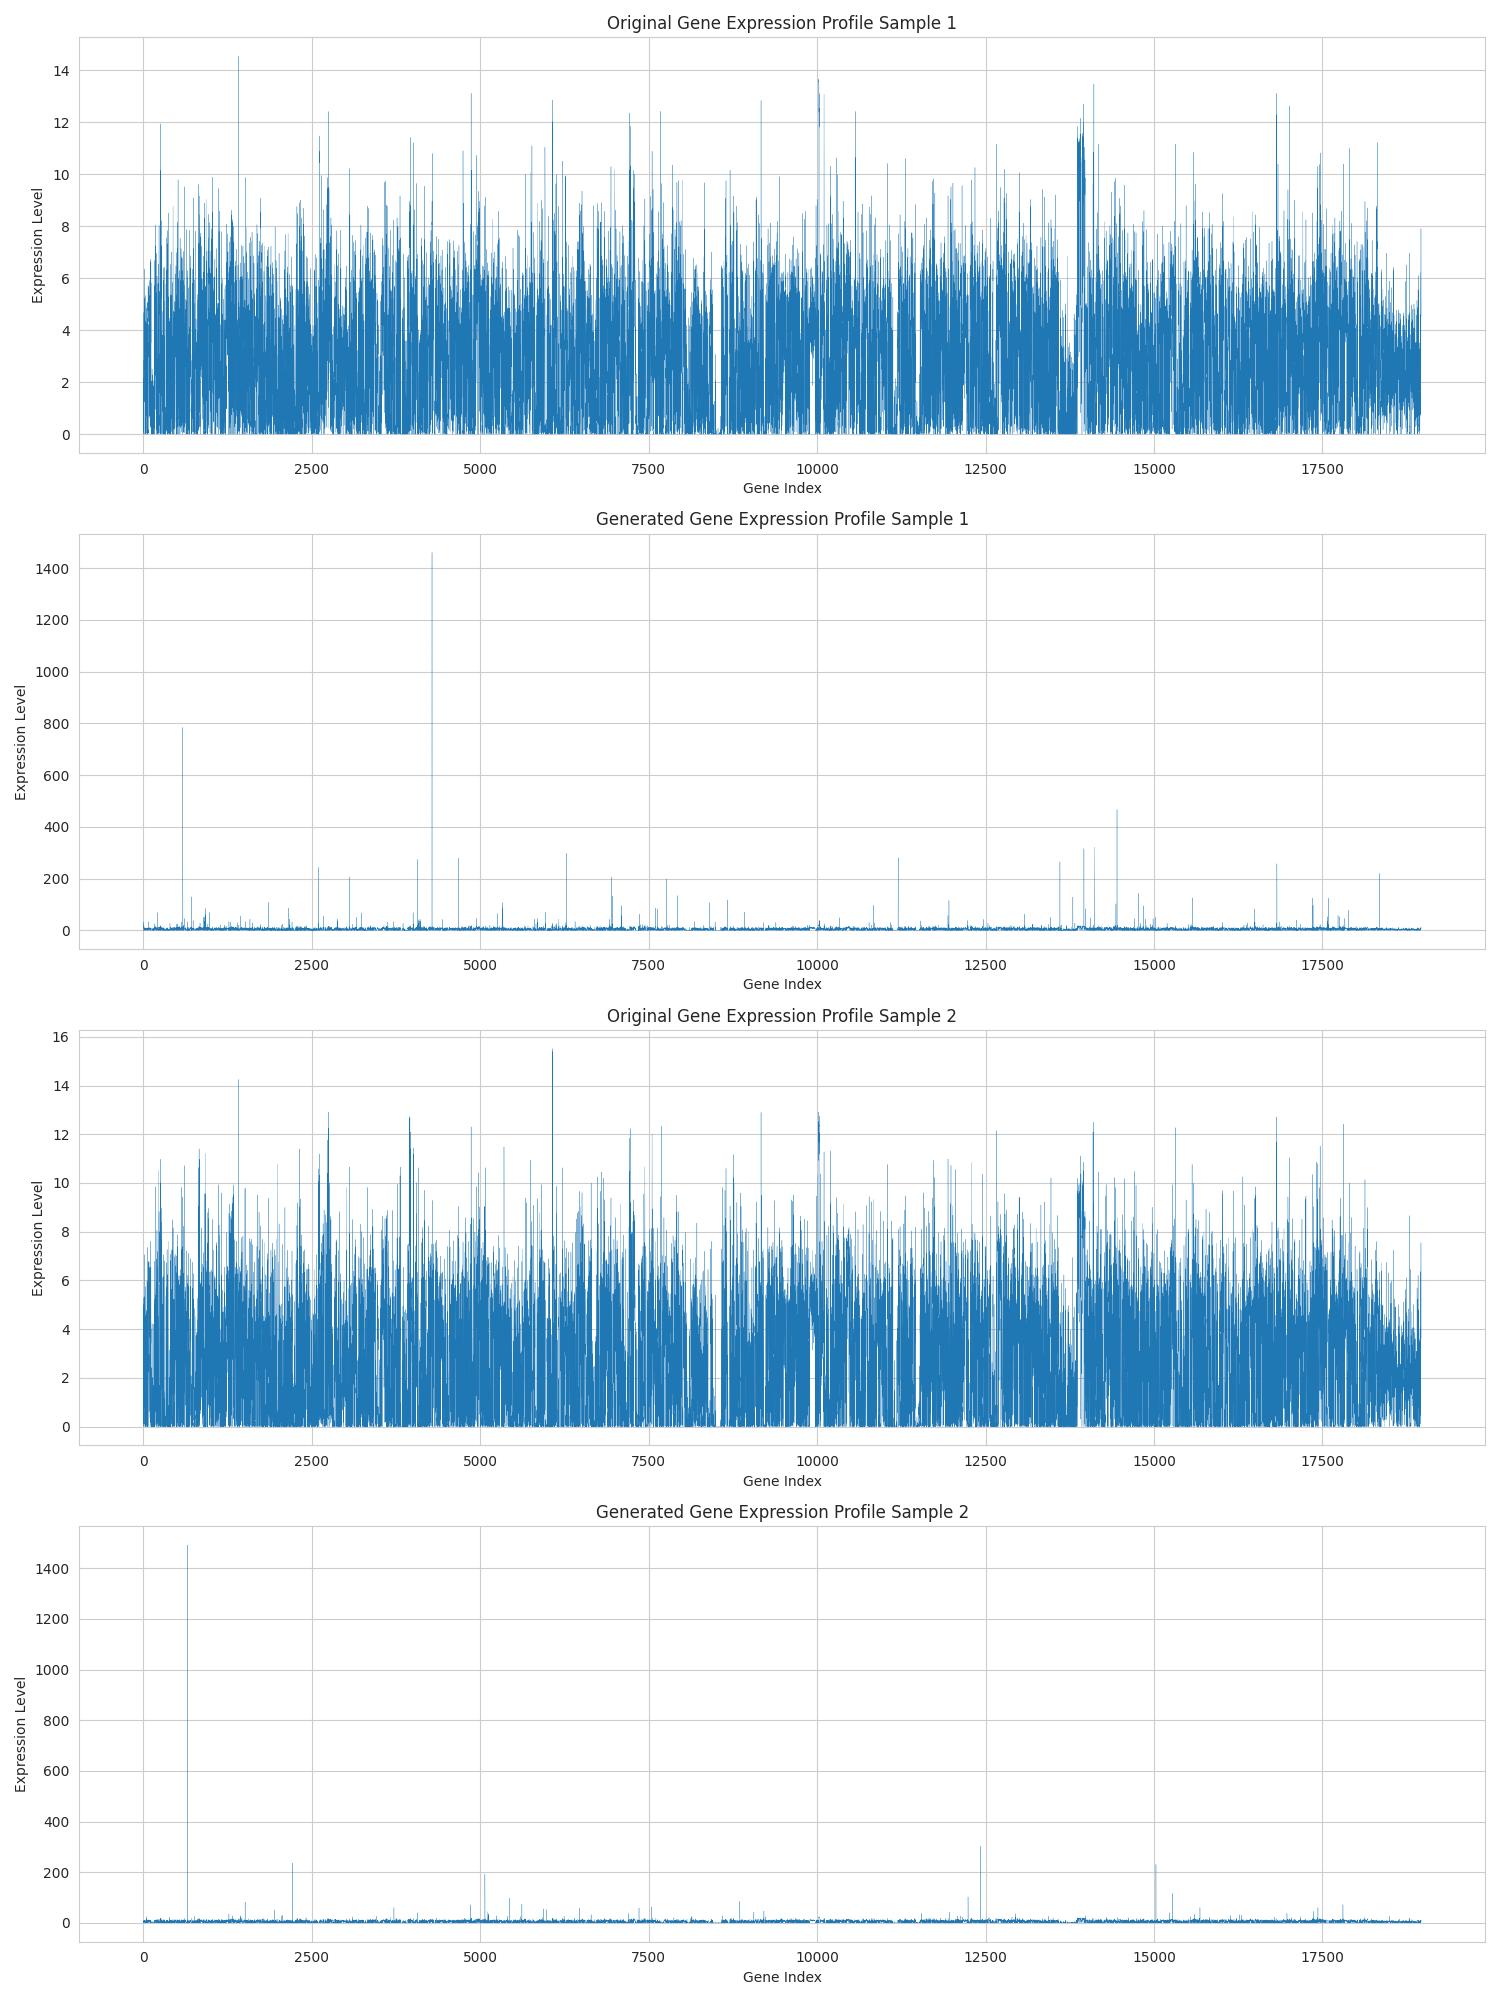 Original Gene Expression Profile Sample 1
Expression Level
14
12
10
8
6
4
2
0
0 2500 5000 7500 10000 12500 15000 17500
Gene Index
Generated Gene Expression Profile Sample 1
Expression Level
1400
1200
1000
800
600
400
200
0
0 2500 5000 7500 10000 12500 15000 17500
Gene Index
Original Gene Expression Profile Sample 2
Expression Level
16
14
12
10
8
6
4
2
0
0 2500 5000 7500 10000 12500 15000 17500
Gene Index
Generated Gene Expression Profile Sample 2
Expression Level
1400
1200
1000
800
600
400
200
0
0 2500 5000 7500 10000 12500 15000 17500
Gene Index